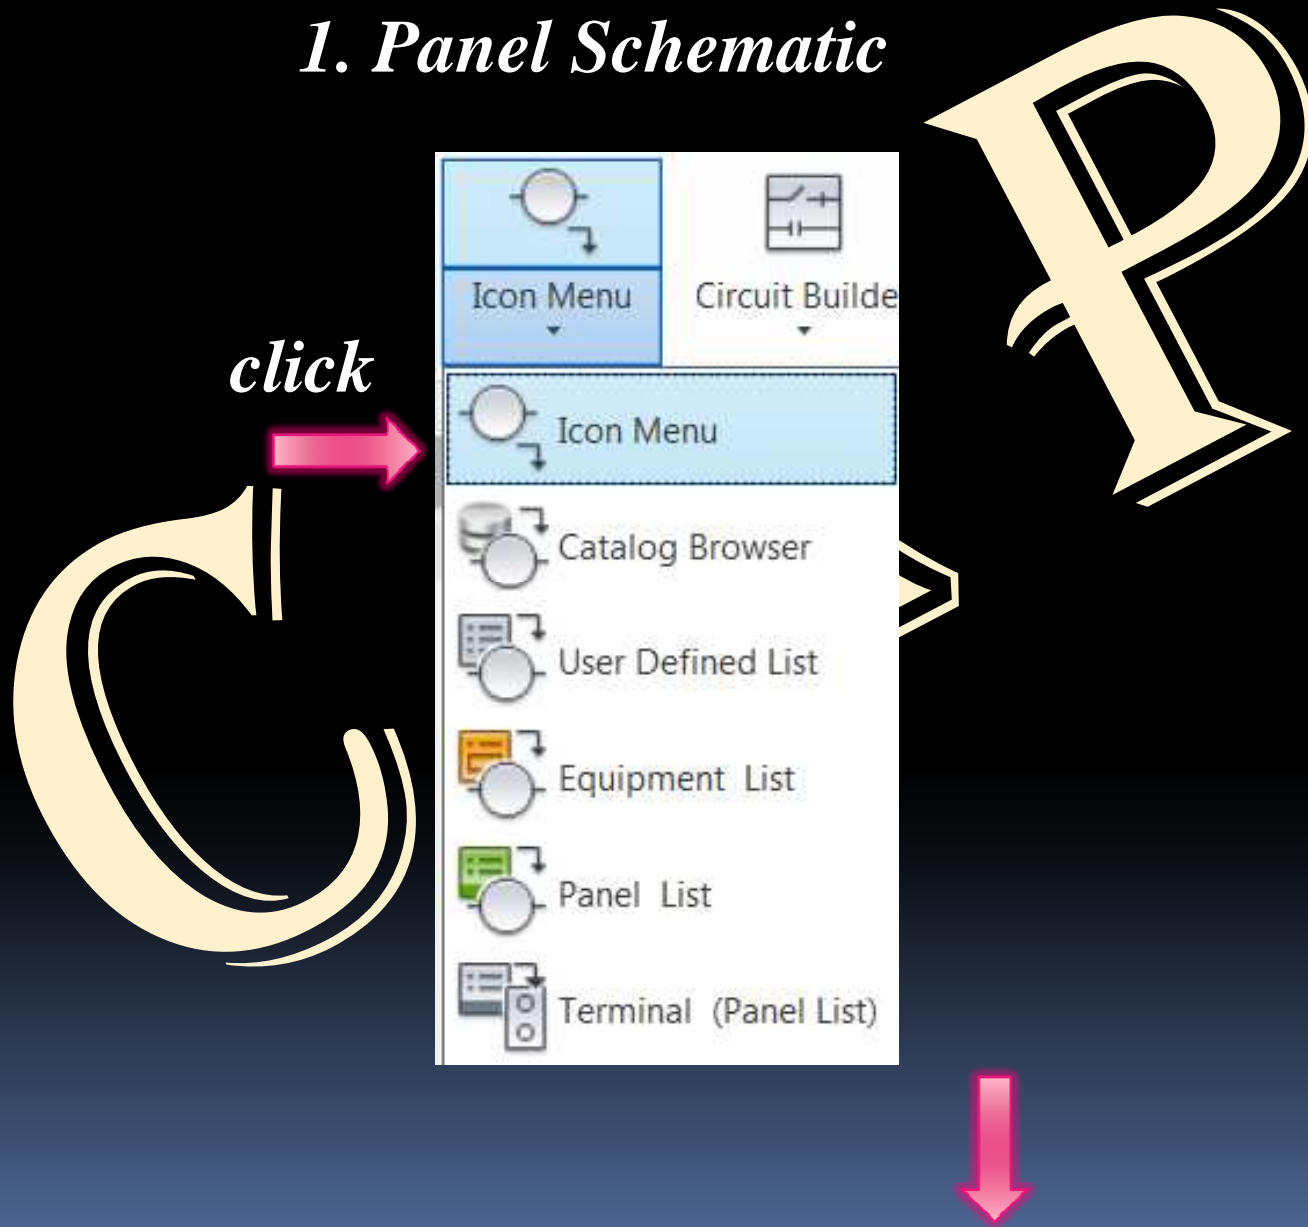 1. Panel Schematic
Icon Menu
Circuit Builde
click
Icon Menu
Catalog Browser
User Defined List
Equipment List
Panel List
Terminal (Panel List)
C
P